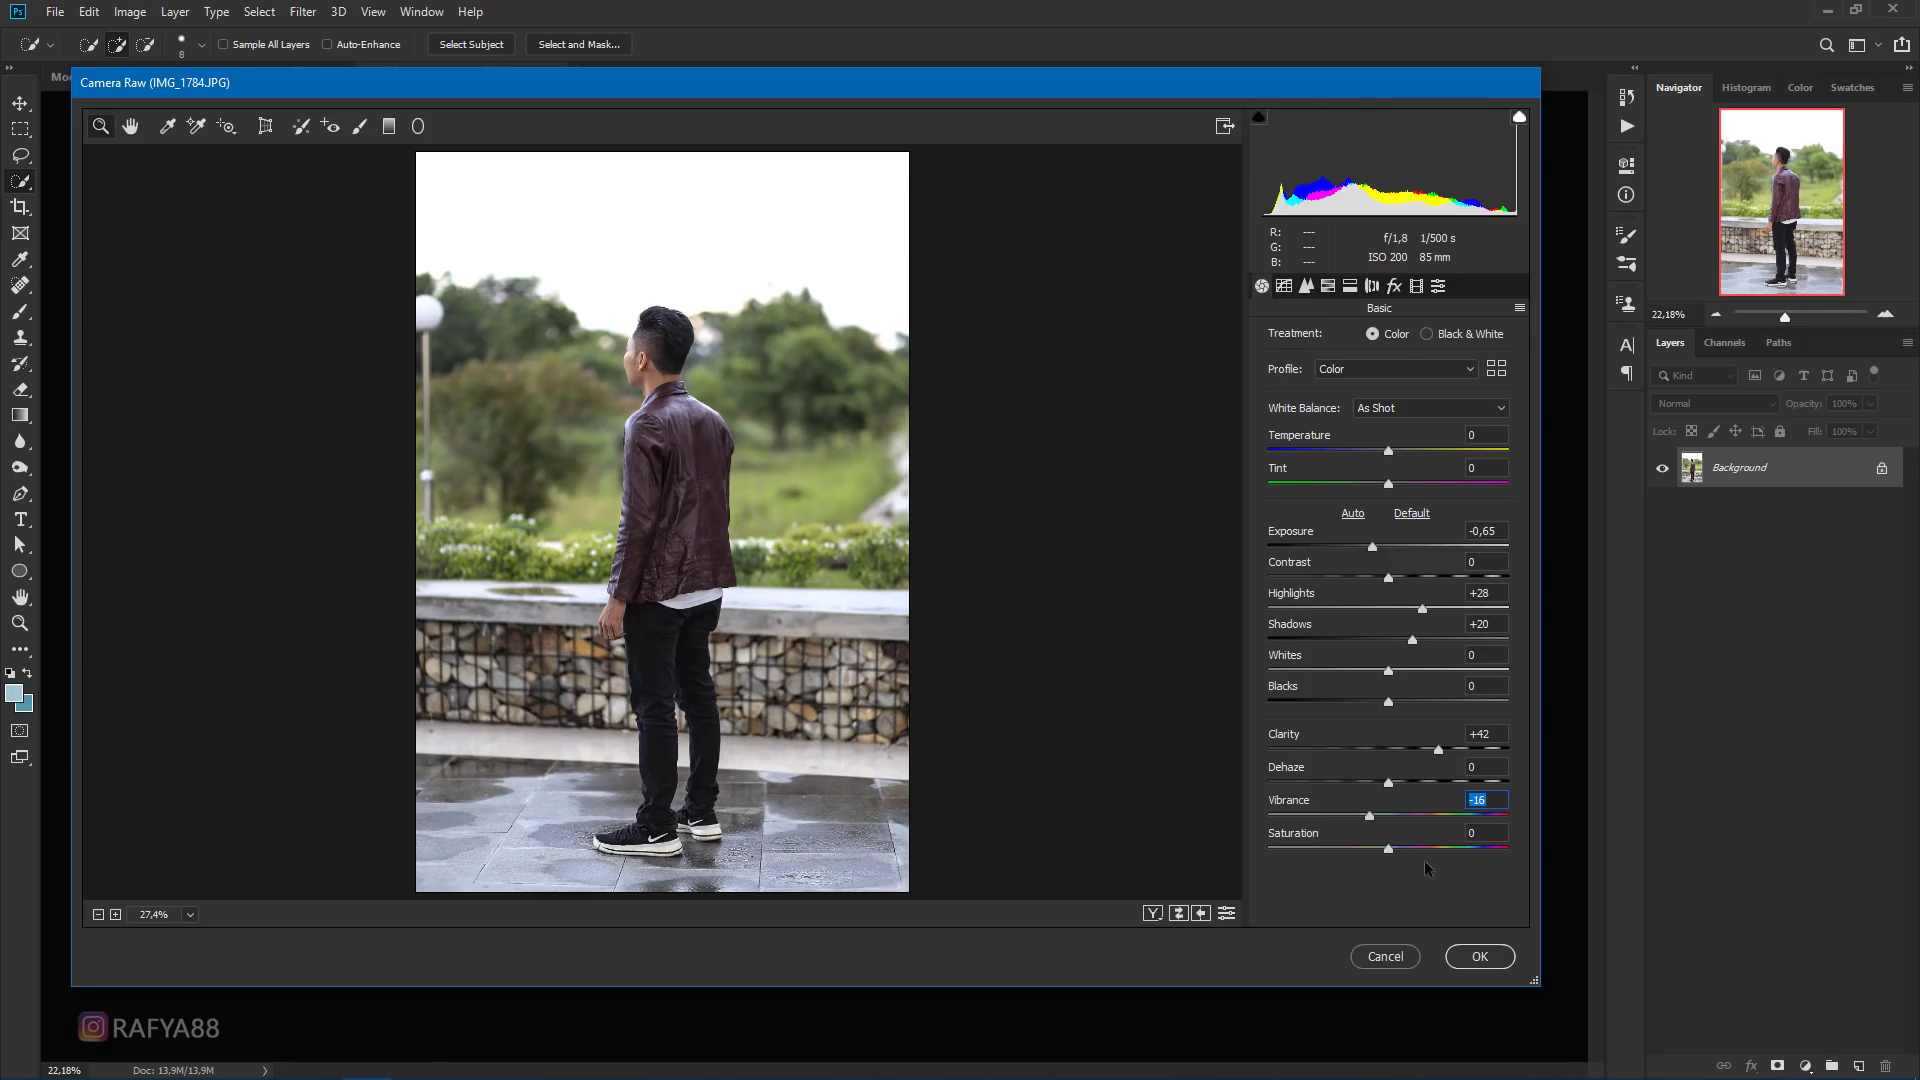 Ps File Edit Image Layer Type Select Filter 3D View Window Help
8 Sample All Layers Auto-Enhance Select Subject Select and Mask...
Camera Raw (IMG_1784.JPG)
R: ---
G: ---
B: ---
f/1,8 1/500 s
ISO 200 85 mm
Basic
Treatment: Color Black & White
Profile: Color
White Balance: As Shot
Temperature 0
Tint 0
Auto Default
Exposure -0,65
Contrast 0
Highlights +28
Shadows +20
Whites 0
Blacks 0
Clarity +42
Dehaze 0
Vibrance -16
Saturation 0
27,4%
Cancel OK
Navigator Histogram Color Swatches
22,18%
Layers Channels Paths
Kind
Normal Opacity: 100%
Lock: Fill: 100%
Background
RAFYA88
22,18% Doc: 13,9M/13,9M